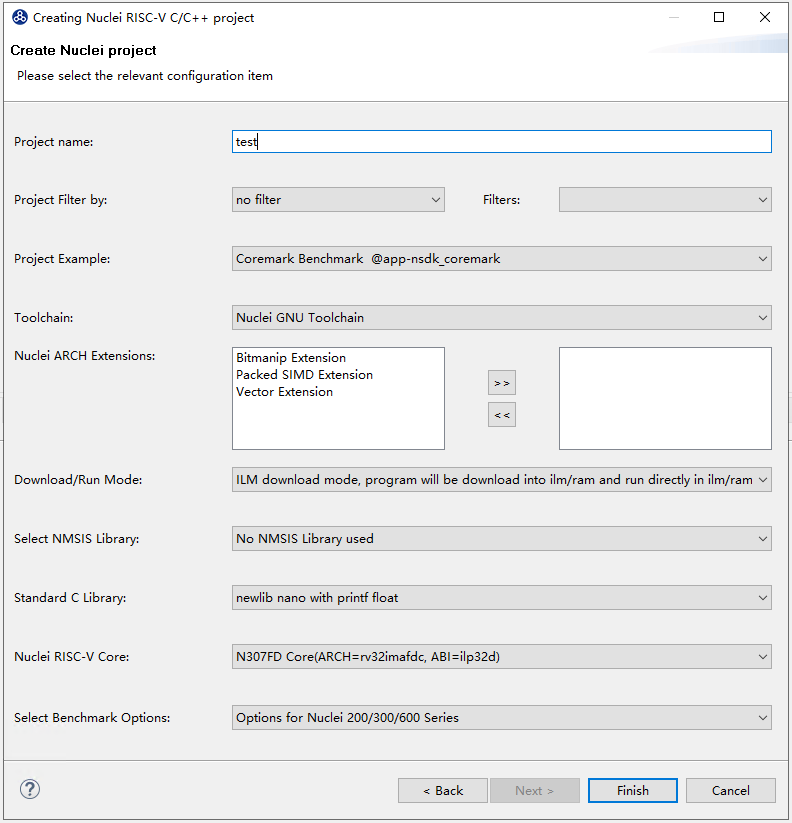 Creating Nuclei RISC-V C/C++ project
Create Nuclei project
Please select the relevant configuration item
Project name: test
Project Filter by: no filter Filters:
Project Example: Coremark Benchmark @app-nsdk_coremark
Toolchain: Nuclei GNU Toolchain
Nuclei ARCH Extensions: Bitmanip Extension
Packed SIMD Extension
Vector Extension
>>
<<
Download/Run Mode: ILM download mode, program will be download into ilm/ram and run directly in ilm/ram
Select NMSIS Library: No NMSIS Library used
Standard C Library: newlib nano with printf float
Nuclei RISC-V Core: N307FD Core(ARCH=rv32imafdc, ABI=ilp32d)
Select Benchmark Options: Options for Nuclei 200/300/600 Series
? < Back Next > Finish Cancel